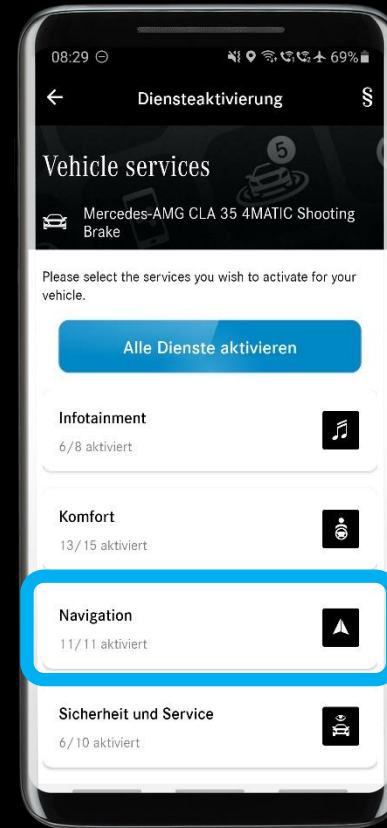 08:29 69%
Diensteaktivierung §
Vehicle services
5
Mercedes-AMG CLA 35 4MATIC Shooting
Brake
Please select the services you wish to activate for your
vehicle.
Alle Dienste aktivieren
Infotainment
6/8 aktiviert
Komfort
13/15 aktiviert
Navigation
11/11 aktiviert
Sicherheit und Service
6/10 aktiviert